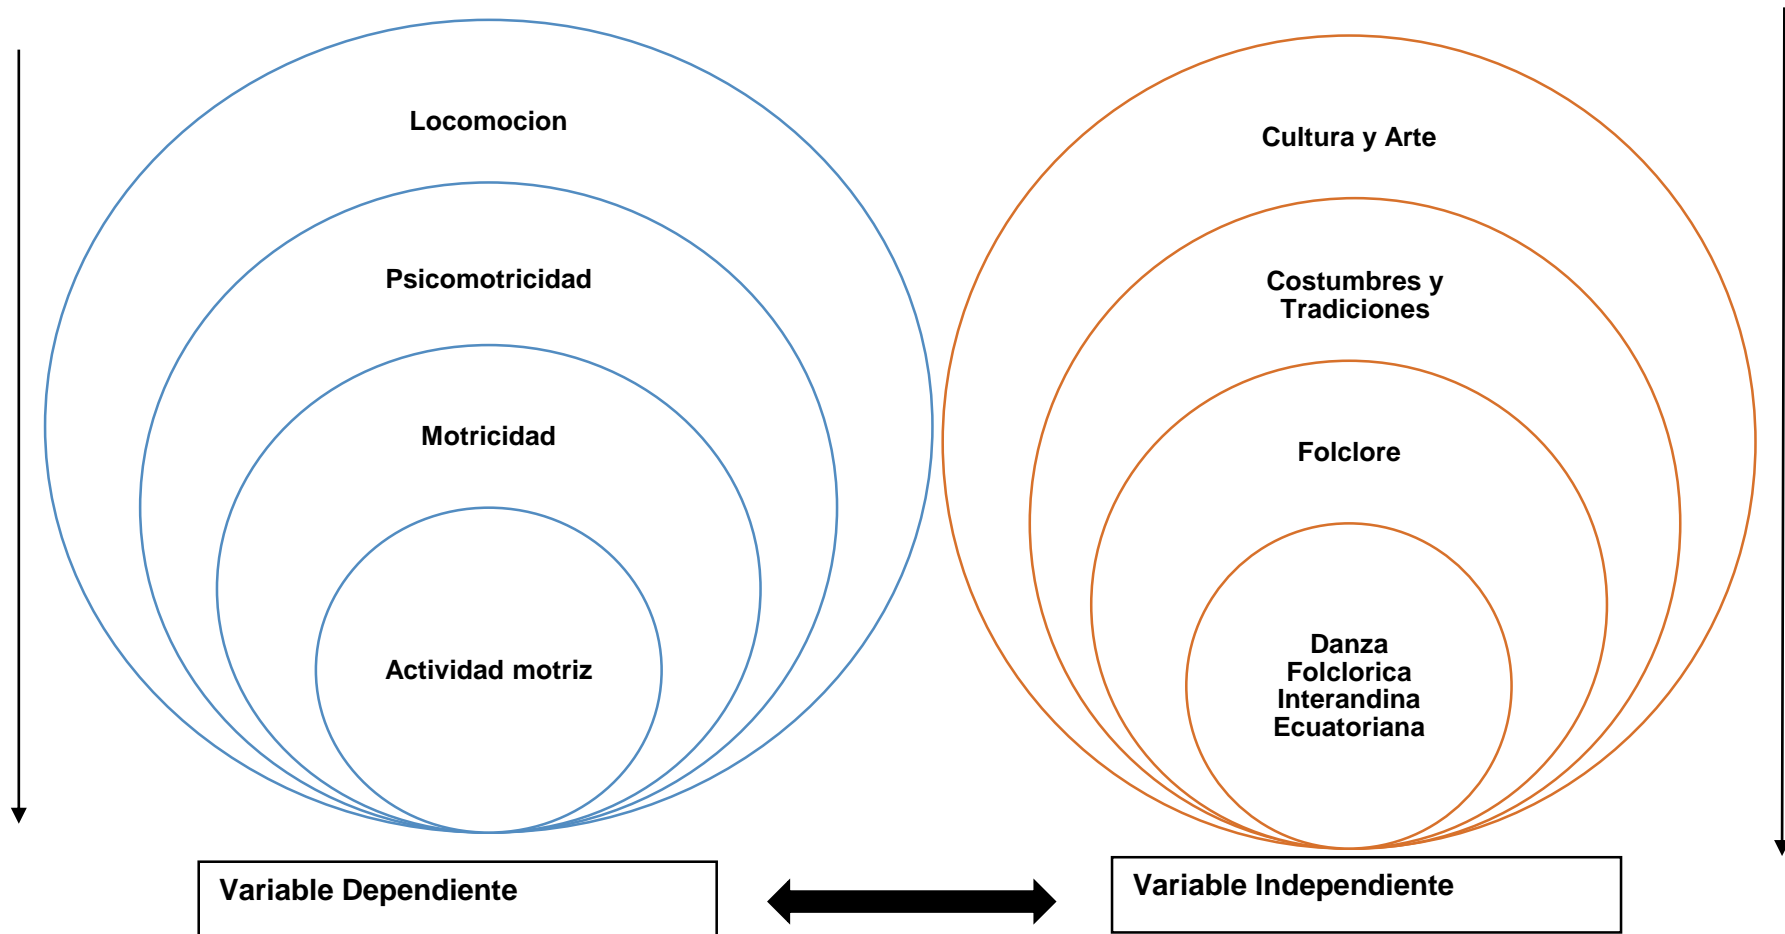 Locomocion
Psicomotricidad
Motricidad
Actividad motriz
Variable Dependiente
Cultura y Arte
Costumbres y
Tradiciones
Folclore
Danza
Folclorica
Interandina
Ecuatoriana
Variable Independiente